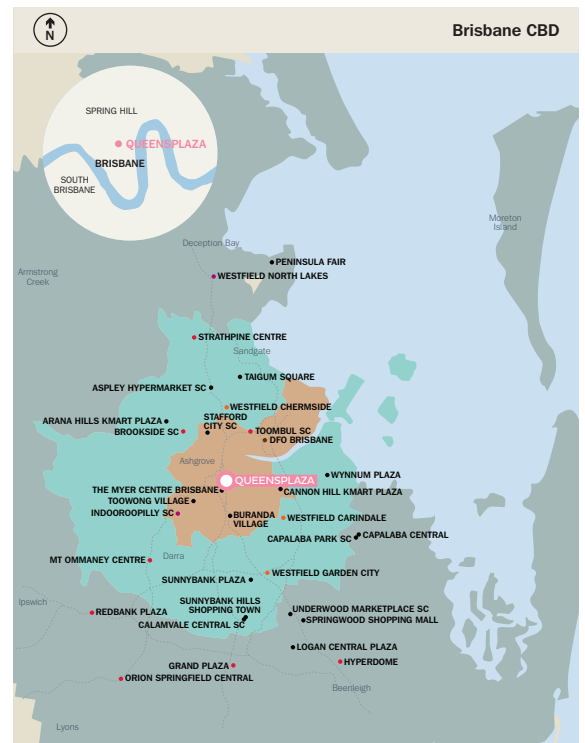 N
Brisbane CBD
SPRING HILL
QUEENSPLAZA
BRISBANE
SOUTH
BRISBANE
Moreton
Island
Deception Bay
PENINSULA FAIR
Armstrong
Creek
WESTFIELD NORTH LAKES
STRATHPINE CENTRE
Sandgate
TAIGUM SQUARE
ASPLEY HYPERMARKET SC
WESTFIELD CHERMSIDE
STAFFORD
CITY SC
ARANA HILLS KMART PLAZA
BROOKSIDE SC
TOOMBUL SC
DFO BRISBANE
Ashgrove
WYNNUM PLAZA
QUEENSPLAZA
THE MYER CENTRE BRISBANE
CANNON HILL KMART PLAZA
TOOWONG VILLAGE
INDOOROOPILLY SC
BURANDA
VILLAGE
WESTFIELD CARINDALE
CAPALABA PARK SC
CAPALABA CENTRAL
Darra
MT OMMANEY CENTRE
WESTFIELD GARDEN CITY
SUNNYBANK PLAZA
Ipswich
SUNNYBANK HILLS
SHOPPING TOWN
REDBANK PLAZA
UNDERWOOD MARKETPLACE SC
CALAMVALE CENTRAL SC
SPRINGWOOD SHOPPING MALL
LOGAN CENTRAL PLAZA
GRAND PLAZA
HYPERDOME
ORION SPRINGFIELD CENTRAL
Beenleigh
Lyons